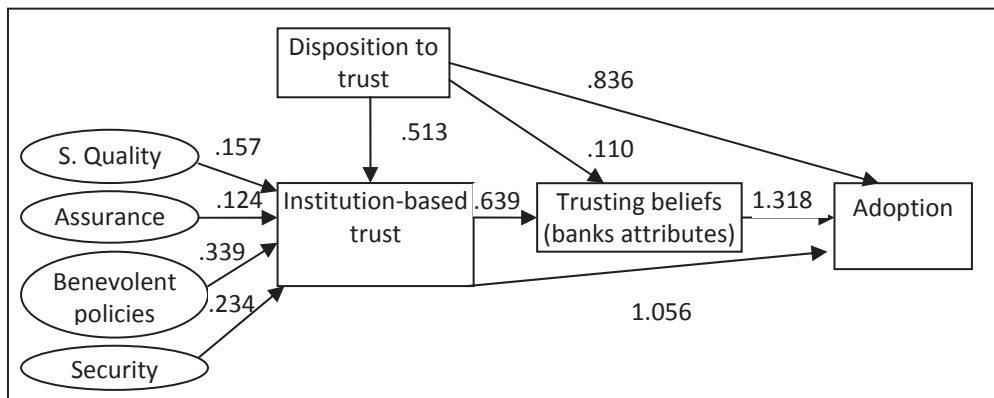 Disposition to
trust
.836
.513
.110
S. Quality
.157
Assurance
.124
Benevolent
policies
.339
Security
.234
Institution-based
trust
.639
Trusting beliefs
(banks attributes)
1.318
Adoption
1.056